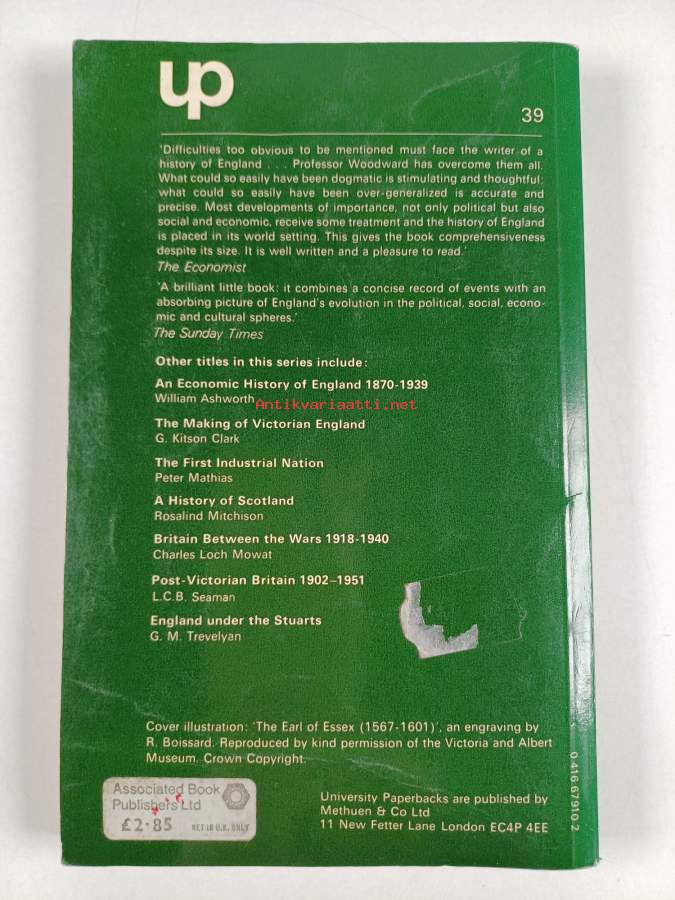 up
39
'Difficulties too obvious to be mentioned must face the writer of a
history of England . . . Professor Woodward has overcome them all.
What could so easily have been dogmatic is stimulating and thoughtful;
what could so easily have been over-generalized is accurate and
precise. Most developments of importance, not only political but also
social and economic, receive some treatment and the history of England
is placed in its world setting. This gives the book comprehensiveness
despite its size. It is well written and a pleasure to read.'
The Economist
'A brilliant little book: it combines a concise record of events with an
absorbing picture of England's evolution in the political, social, econo-
mic and cultural spheres.'
The Sunday Times
Other titles in this series include:
An Economic History of England 1870-1939
William Ashworth
Antikvariaatti.net
The Making of Victorian England
G. Kitson Clark
The First Industrial Nation
Peter Mathias
A History of Scotland
Rosalind Mitchison
Britain Between the Wars 1918-1940
Charles Loch Mowat
Post-Victorian Britain 1902–1951
L.C.B. Seaman
England under the Stuarts
G. M. Trevelyan
Cover illustration: 'The Earl of Essex (1567-1601)', an engraving by
R. Boissard. Reproduced by kind permission of the Victoria and Albert
Museum. Crown Copyright.
Associated Book
Publishers Ltd
£2·85 NET IN U.K. ONLY
University Paperbacks are published by
Methuen & Co Ltd
11 New Fetter Lane London EC4P 4EE
0 416 67910 2